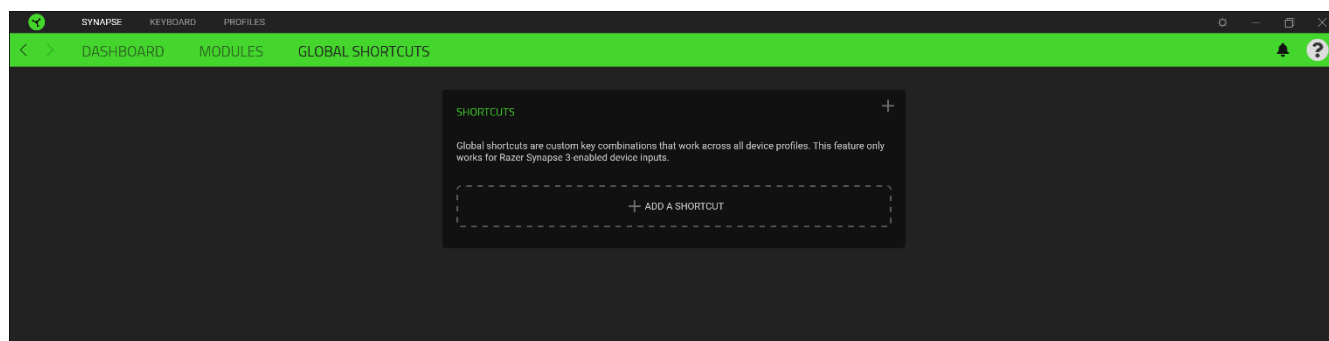 SYNAPSE KEYBOARD PROFILES
DASHBOARD MODULES GLOBAL SHORTCUTS
SHORTCUTS
Global shortcuts are custom key combinations that work across all device profiles. This feature only
works for Razer Synapse 3-enabled device inputs.
ADD A SHORTCUT